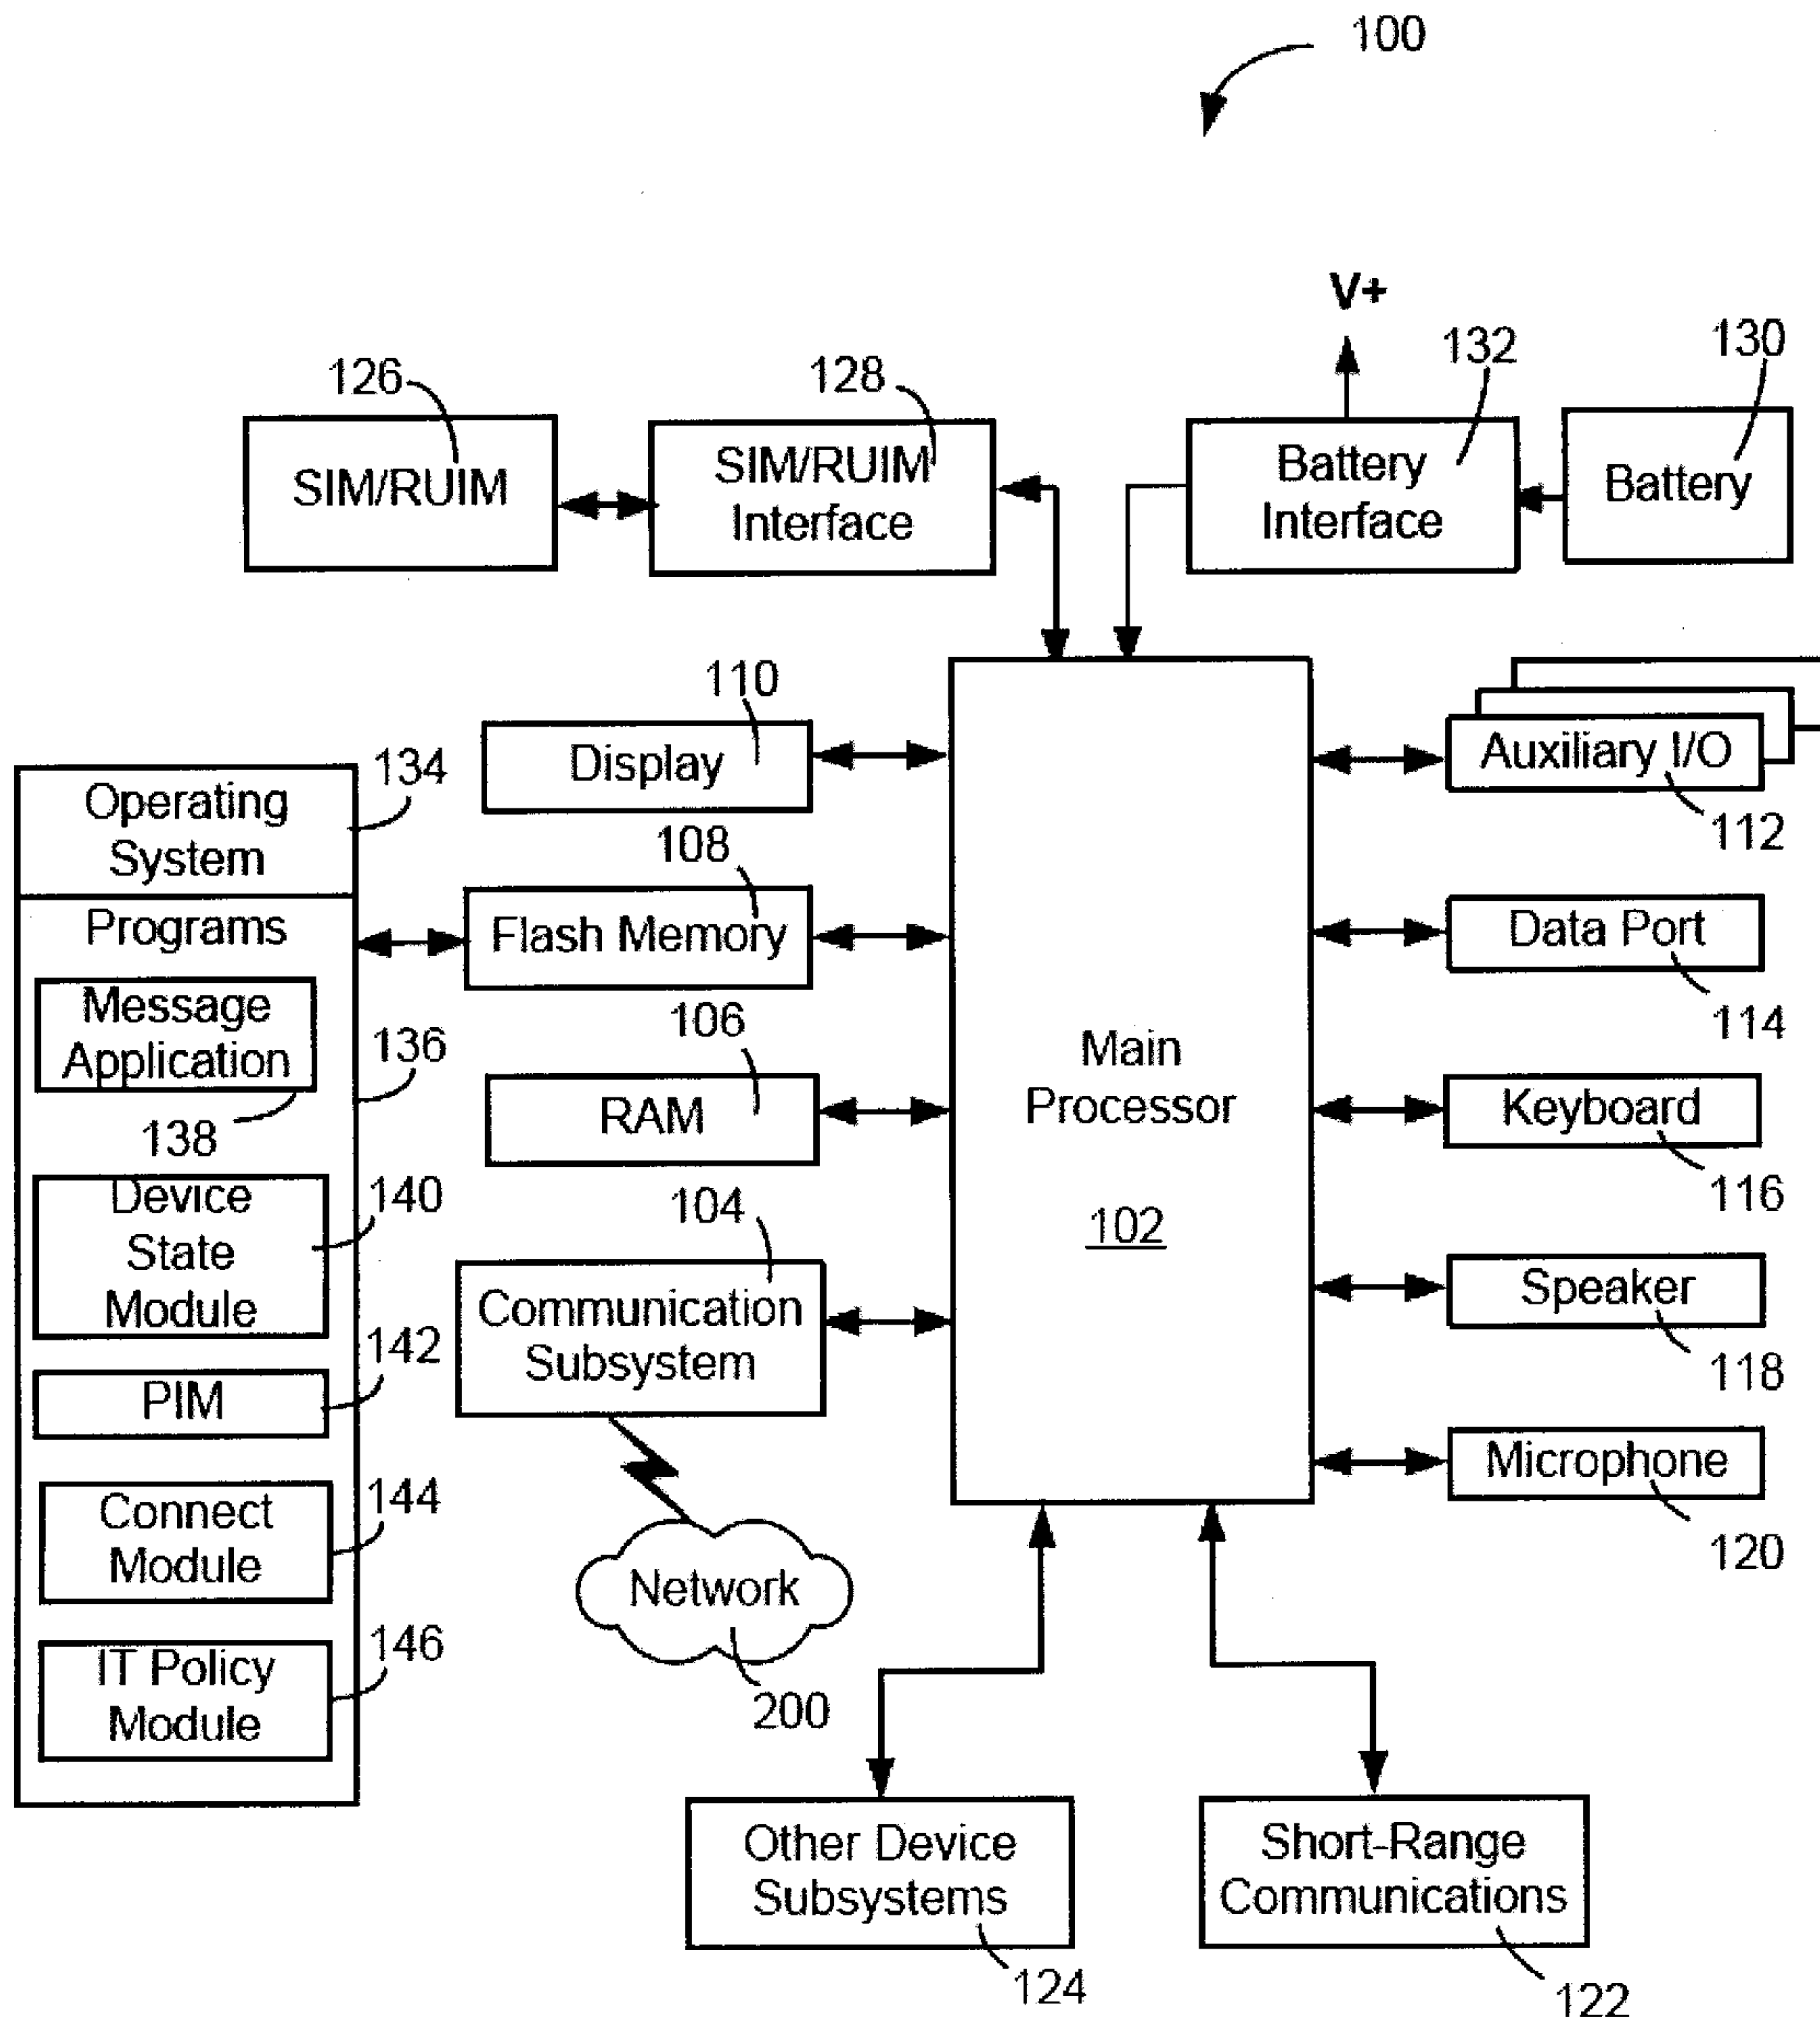 100
V+
126
128
132
130
SIM/RUIM
SIM/RUIM
Interface
Battery
Interface
Battery
110
Display
Auxiliary I/O
112
134
Operating
System
108
Flash Memory
Data Port
114
Programs
Message
Application
138
136
106
RAM
Main
Processor
102
Keyboard
116
Device
State
Module
140
104
Communication
Subsystem
Speaker
118
142
PIM
Microphone
120
Connect
Module
144
Network
200
IT Policy
Module
146
Other Device
Subsystems
124
Short-Range
Communications
122